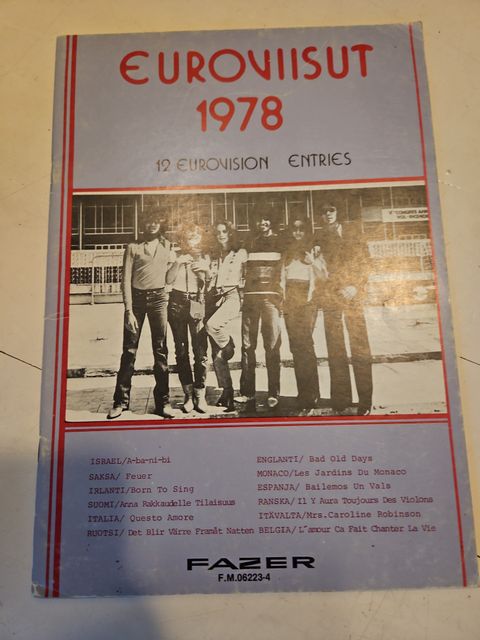 EUROVIISUT
1978
12 EUROVISION ENTRIES
ISRAEL/A-ba-ni-bi
SAKSA/ Feuer
IRLANTI/Born To Sing
SUOMI/Anna Rakkaudelle Tilaisuus
ITALIA/ Questo Amore
RUOTSI/ Det Blir Värre Framåt Natten
ENGLANTI/ Bad Old Days
MONACO/Les Jardins Du Monaco
ESPANJA/ Bailemos Un Vals
RANSKA/Il Y Aura Toujours Des Violons
ITÄVALTA/Mrs.Caroline Robinson
BELGIA/ L´amour Ca Fait Chanter La Vie
FAZER
F.M.06223-4